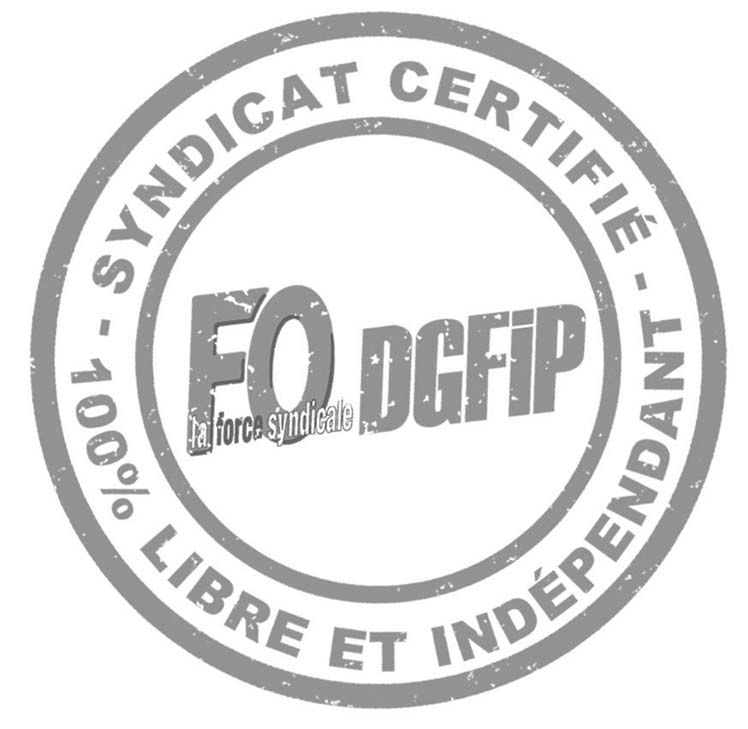 - SYNDICAT CERTIFIÉ -
FO DGFiP
la force syndicale
100% LIBRE ET INDÉPENDANT